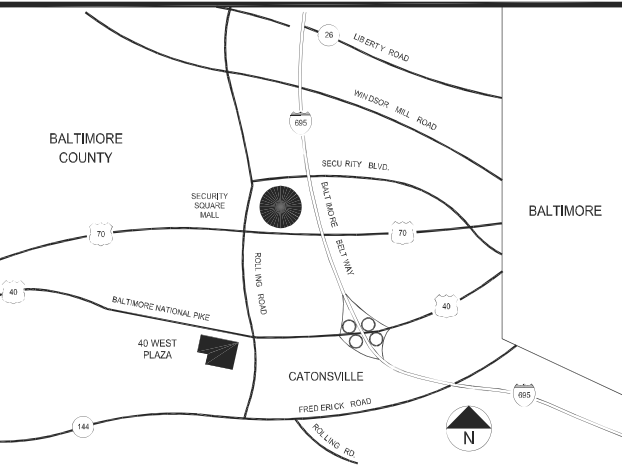 26
LIBERTY ROAD
WINDSOR MILL ROAD
695
BALTIMORE
COUNTY
SECURITY BLVD.
SECURITY
SQUARE
MALL
BALTIMORE
BELTWAY
BALTIMORE
70
70
ROLLING ROAD
40
BALTIMORE NATIONAL PIKE
40
40 WEST
PLAZA
CATONSVILLE
695
FREDERICK ROAD
144
ROLLING RD.
N